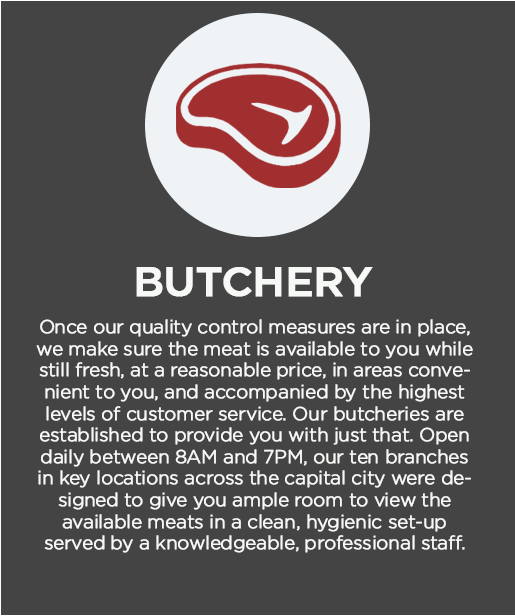 BUTCHERY
Once our quality control measures are in place,
we make sure the meat is available to you while
still fresh, at a reasonable price, in areas conve-
nient to you, and accompanied by the highest
levels of customer service. Our butcheries are
established to provide you with just that. Open
daily between 8AM and 7PM, our ten branches
in key locations across the capital city were de-
signed to give you ample room to view the
available meats in a clean, hygienic set-up
served by a knowledgeable, professional staff.